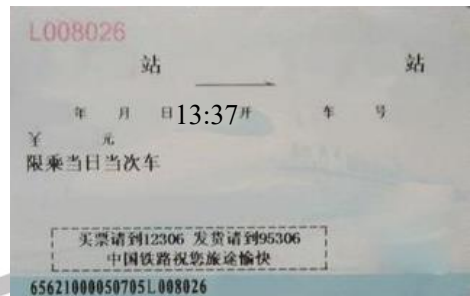 L008026
站 站
年 月 日13:37开 车 号
¥ 元
限乘当日当次车
买票请到12306 发货请到95306
中国铁路祝您旅途愉快
65621000050705L008026